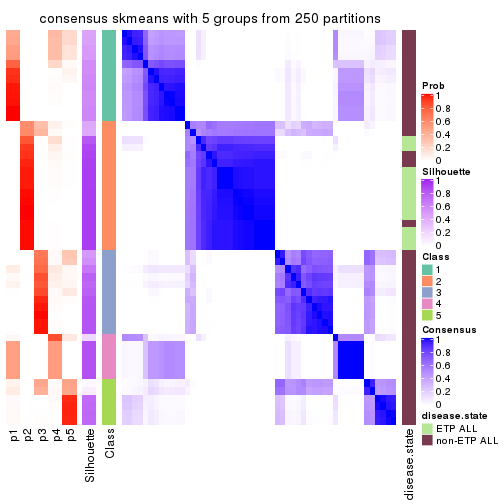 consensus skmeans with 5 groups from 250 partitions
p1
p2
p3
p4
p5
Silhouette
Class
disease.state
Prob
1
0.8
0.6
0.4
0.2
0
Silhouette
1
0.8
0.6
0.4
0.2
0
Class
1
2
3
4
5
Consensus
1
0.8
0.6
0.4
0.2
0
disease.state
ETP ALL
non-ETP ALL